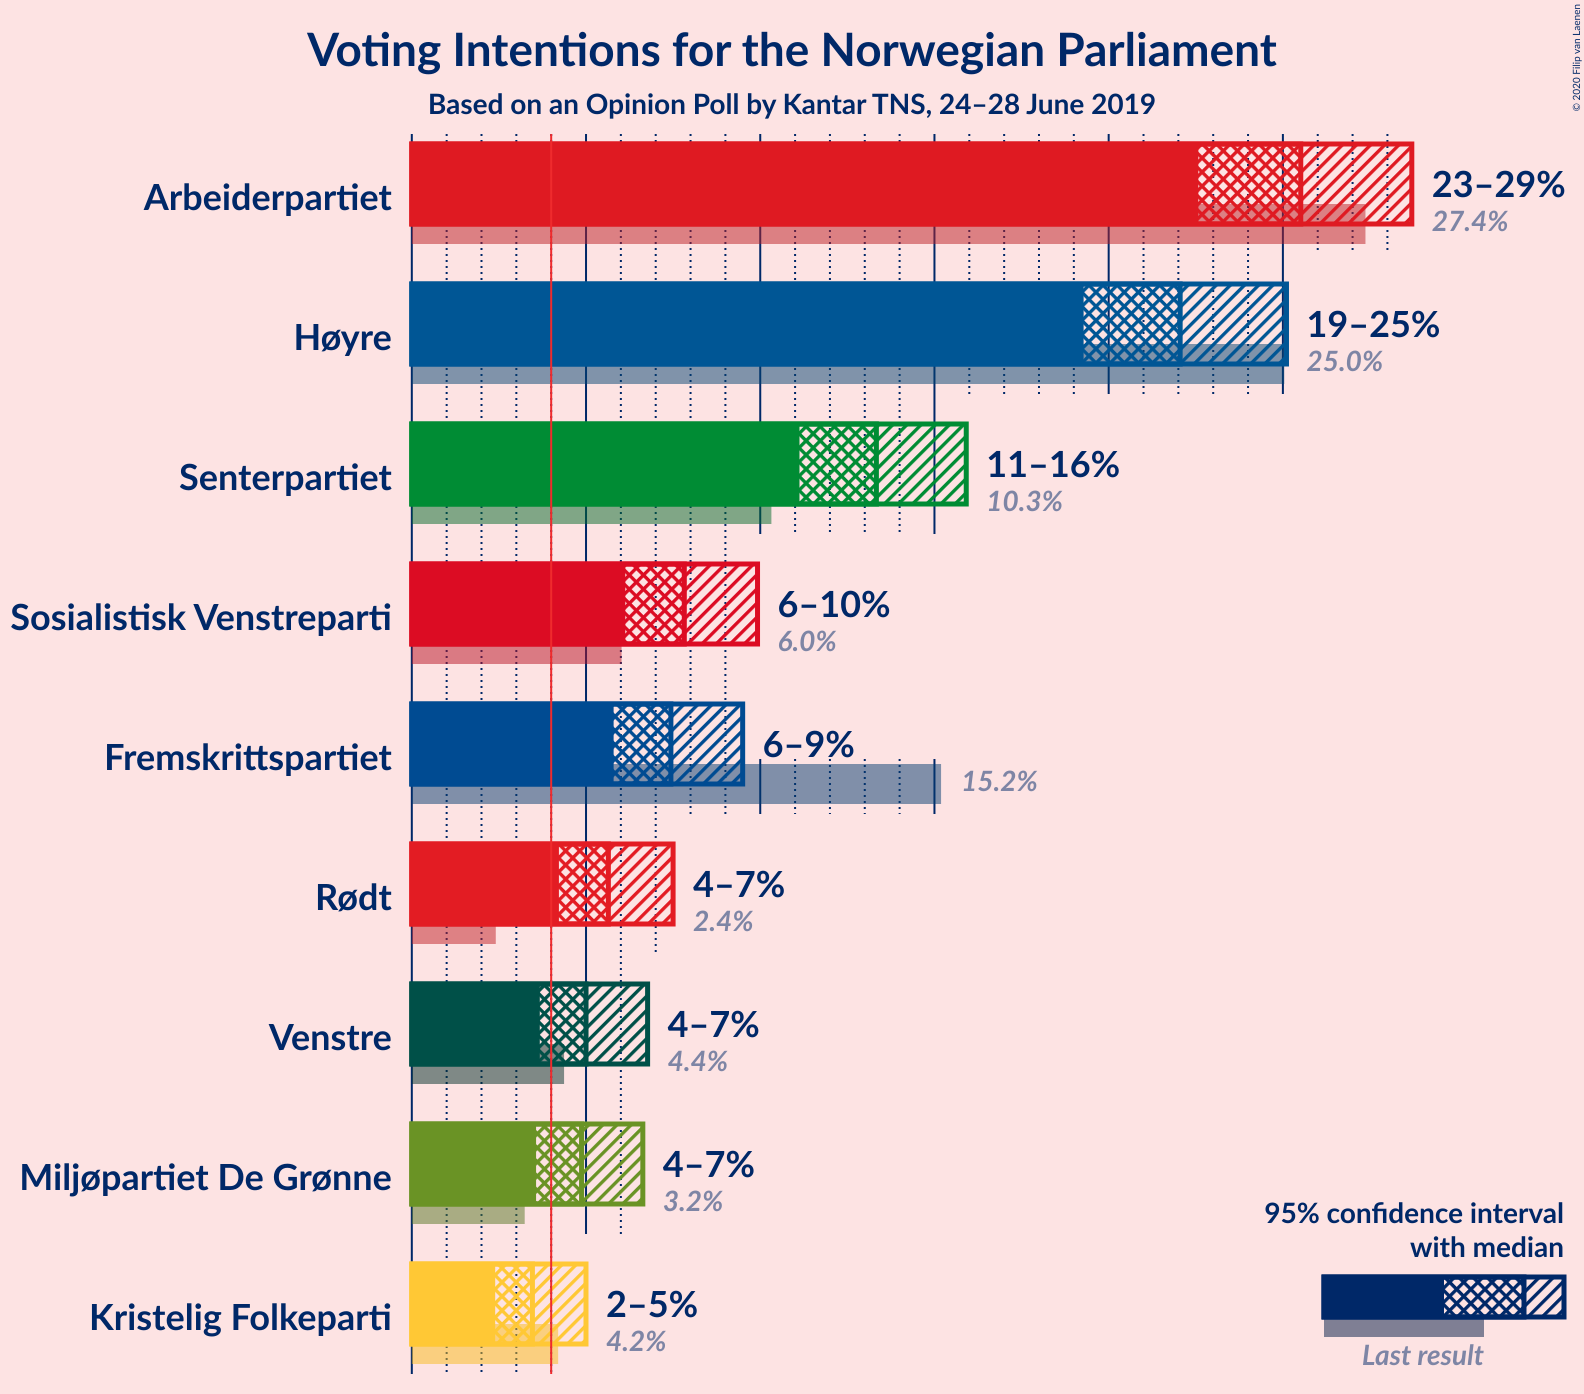 Voting Intentions for the Norwegian Parliament
Based on an Opinion Poll by Kantar TNS, 24–28 June 2019
© 2020 Filip van Laenen
Arbeiderpartiet
23–29%
27.4%
Høyre
19–25%
25.0%
Senterpartiet
11–16%
10.3%
Sosialistisk Venstreparti
6–10%
6.0%
Fremskrittspartiet
6–9%
15.2%
Rødt
4–7%
2.4%
Venstre
4–7%
4.4%
Miljøpartiet De Grønne
4–7%
3.2%
Kristelig Folkeparti
2–5%
4.2%
95% confidence interval
with median
Last result